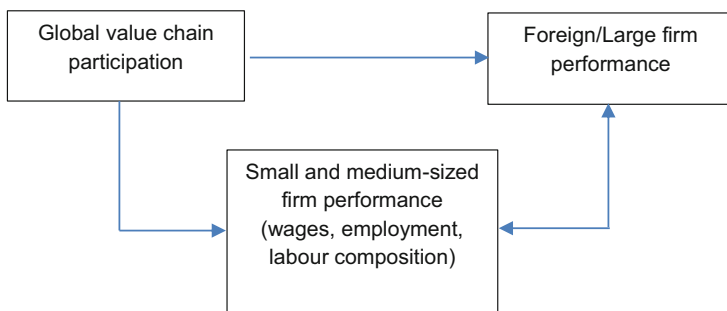 Global value chain
participation
Foreign/Large firm
performance
Small and medium-sized
firm performance
(wages, employment,
labour composition)